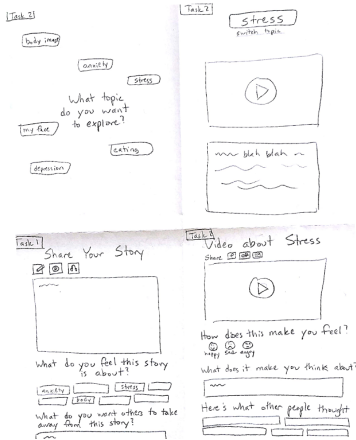 Task 2
body image
anxiety
stress
What topic
do you want
to explore?
my face
eating
depression
Task 2
stress
switch topic
blah blah
Task 1
Share Your Story
What do you feel this story
is about?
anxiety
stress
body
What do you want others to take
away from this story?
Task 1
Video about Stress
Share
How does this make you feel?
happy sad angry
What does it make you think about?
Here's what other people thought